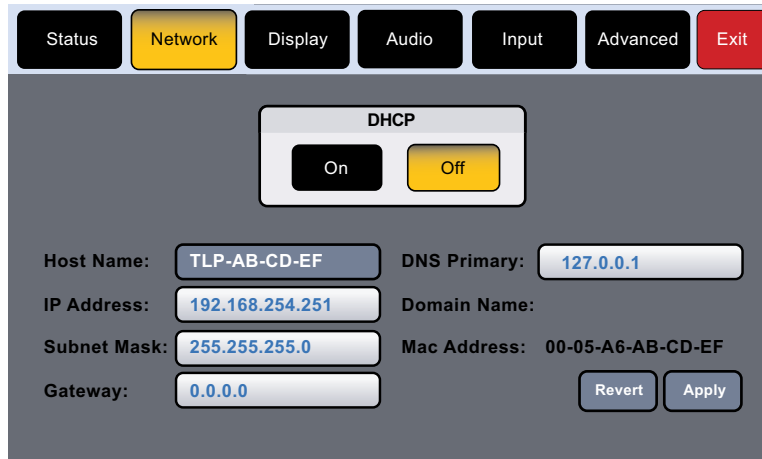 Status Network Display Audio Input Advanced Exit
DHCP
On Off
Host Name: TLP-AB-CD-EF DNS Primary: 127.0.0.1
IP Address: 192.168.254.251 Domain Name:
Subnet Mask: 255.255.255.0 Mac Address: 00-05-A6-AB-CD-EF
Gateway: 0.0.0.0 Revert Apply